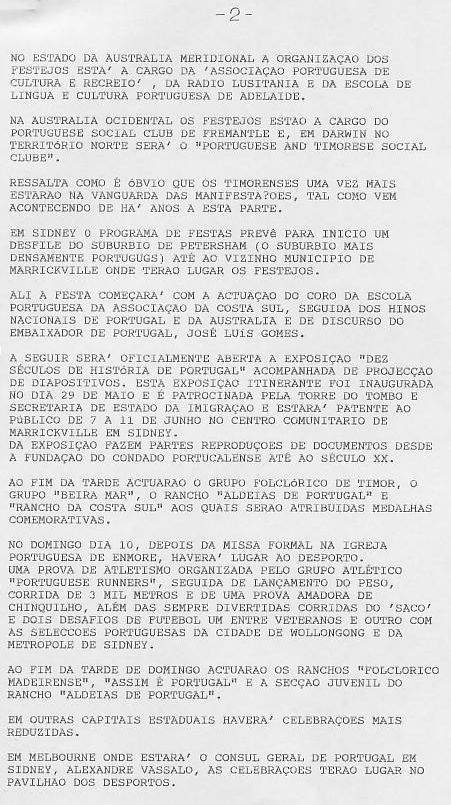 -2-
NO ESTADO DA AUSTRALIA MERIDIONAL A ORGANIZAÇAO DOS
FESTEJOS ESTA' A CARGO DA 'ASSOCIAÇAO PORTUGUESA DE
CULTURA E RECREIO' , DA RADIO LUSITANIA E DA ESCOLA DE
LINGUA E CULTURA PORTUGUESA DE ADELAIDE.
NA AUSTRALIA OCIDENTAL OS FESTEJOS ESTAO A CARGO DO
PORTUGUESE SOCIAL CLUB DE FREMANTLE E, EM DARWIN NO
TERRITÓRIO NORTE SERA' O "PORTUGUESE AND TIMORESE SOCIAL
CLUBE".
RESSALTA COMO É óBVIO QUE OS TIMORENSES UMA VEZ MAIS
ESTARAO NA VANGUARDA DAS MANIFESTA?OES, TAL COMO VEM
ACONTECENDO DE HA' ANOS A ESTA PARTE.
EM SIDNEY O PROGRAMA DE FESTAS PREVê PARA INICIO UM
DESFILE DO SUBURBIO DE PETERSHAM (O SUBURBIO MAIS
DENSAMENTE PORTUGUGS) ATÉ AO VIZINHO MUNICIPIO DE
MARRICKVILLE ONDE TERAO LUGAR OS FESTEJOS.
ALI A FESTA COMEÇARA' COM A ACTUAÇAO DO CORO DA ESCOLA
PORTUGUESA DA ASSOCIAÇAO DA COSTA SUL, SEGUIDA DOS HINOS
NACIONAIS DE PORTUGAL E DA AUSTRALIA E DE DISCURSO DO
EMBAIXADOR DE PORTUGAL, JOSÉ LUíS GOMES.
A SEGUIR SERA' OFICIALMENTE ABERTA A EXPOSIÇAO "DEZ
SÉCULOS DE HISTóRIA DE PORTUGAL" ACOMPANHADA DE PROJECÇAO
DE DIAPOSITIVOS. ESTA EXPOSIÇAO ITINERANTE FOI INAUGURADA
NO DIA 29 DE MAIO E É PATROCINADA PELA TORRE DO TOMBO E
SECRETARIA DE ESTADO DA IMIGRAÇAO E ESTARA' PATENTE AO
PúBLICO DE 7 A 11 DE JUNHO NO CENTRO COMUNITARIO DE
MARRICKVILLE EM SIDNEY.
DA EXPOSIÇAO FAZEM PARTES REPRODUÇOES DE DOCUMENTOS DESDE
A FUNDAÇAO DO CONDADO PORTUCALENSE ATÉ AO SÉCULO XX.
AO FIM DA TARDE ACTUARAO O GRUPO FOLCLóRICO DE TIMOR, O
GRUPO "BEIRA MAR", O RANCHO "ALDEIAS DE PORTUGAL" E
"RANCHO DA COSTA SUL" AOS QUAIS SERAO ATRIBUIDAS MEDALHAS
COMEMORATIVAS.
NO DOMINGO DIA 10, DEPOIS DA MISSA FORMAL NA IGREJA
PORTUGUESA DE ENMORE, HAVERA' LUGAR AO DESPORTO.
UMA PROVA DE ATLETISMO ORGANIZADA PELO GRUPO ATLÉTICO
"PORTUGUESE RUNNERS", SEGUIDA DE LANÇAMENTO DO PESO,
CORRIDA DE 3 MIL METROS E DE UMA PROVA AMADORA DE
CHINQUILHO, ALÉM DAS SEMPRE DIVERTIDAS CORRIDAS DO 'SACO'
E DOIS DESAFIOS DE FUTEBOL UM ENTRE VETERANOS E OUTRO COM
AS SELECCOES PORTUGUESAS DA CIDADE DE WOLLONGONG E DA
METROPOLE DE SIDNEY.
AO FIM DA TARDE DE DOMINGO ACTUARAO OS RANCHOS "FOLCLORICO
MADEIRENSE", "ASSIM É PORTUGAL" E A SECÇAO JUVENIL DO
RANCHO "ALDEIAS DE PORTUGAL".
EM OUTRAS CAPITAIS ESTADUAIS HAVERA' CELEBRAÇOES MAIS
REDUZIDAS.
EM MELBOURNE ONDE ESTARA' O CONSUL GERAL DE PORTUGAL EM
SIDNEY, ALEXANDRE VASSALO, AS CELEBRAÇOES TERAO LUGAR NO
PAVILHAO DOS DESPORTOS.